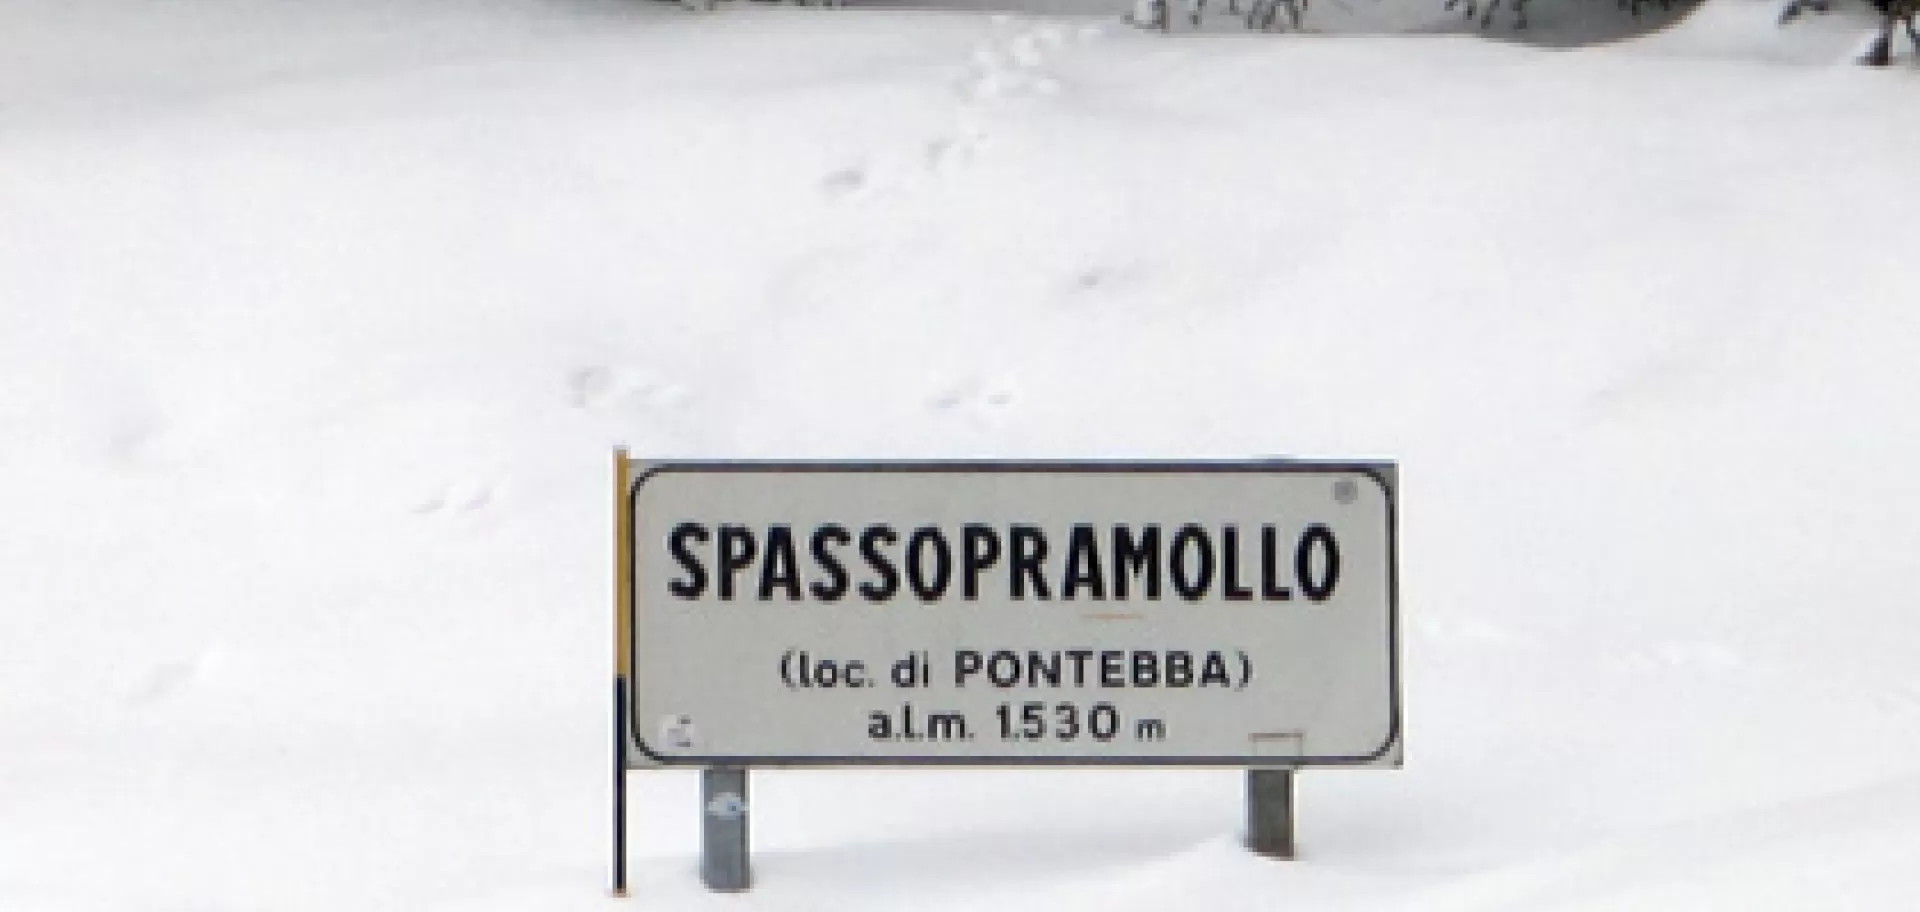 SPASSOPRAMOLLO
(loc. di PONTEBBA)
a.l.m. 1.530 m